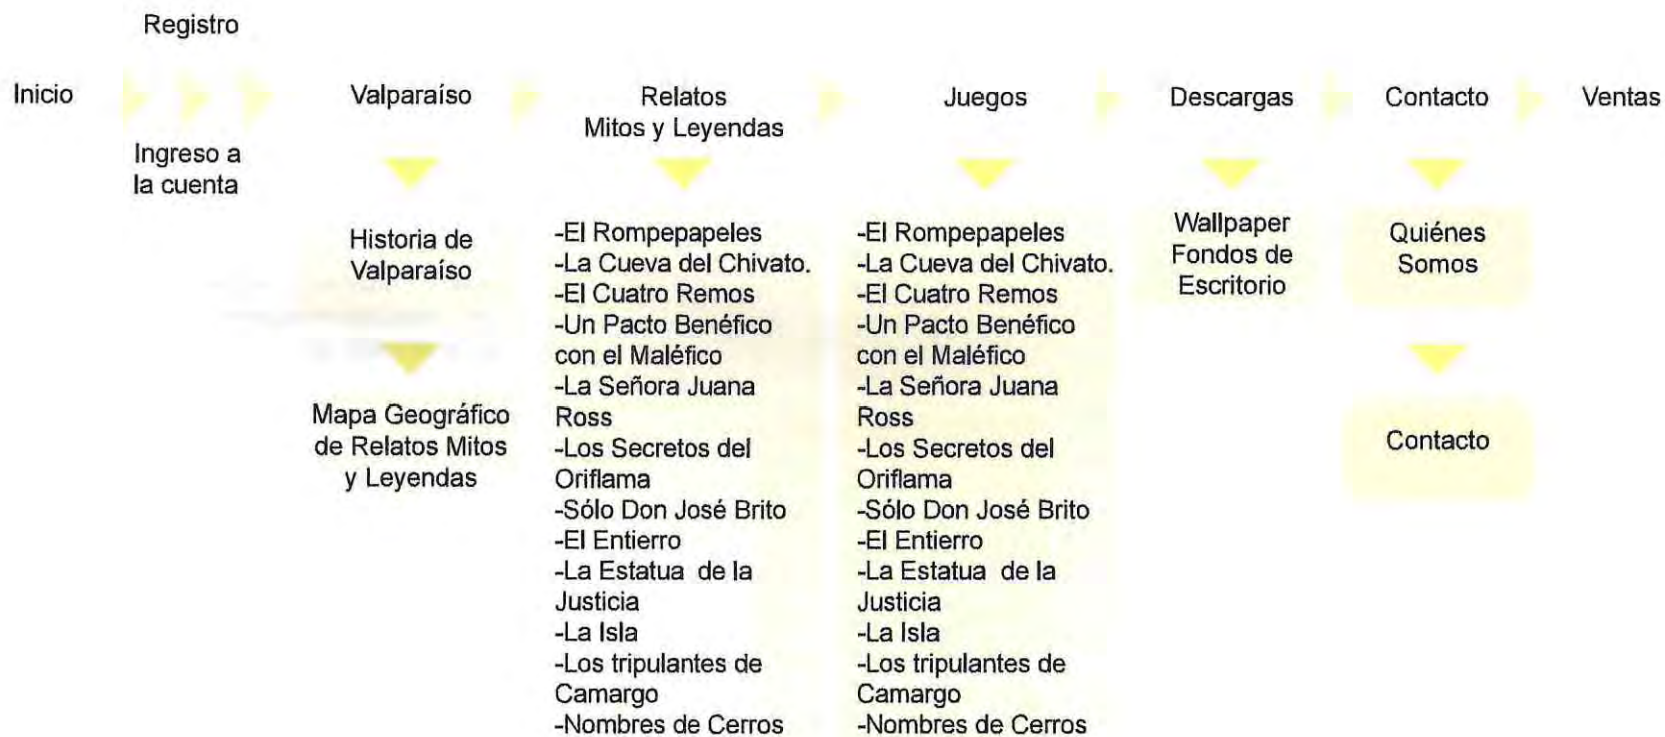 Registro
Inicio
Valparaíso
Relatos
Mitos y Leyendas
Juegos
Descargas
Contacto
Ventas
Ingreso a
la cuenta
Historia de
Valparaíso
Mapa Geográfico
de Relatos Mitos
y Leyendas
-El Rompepapeles
-La Cueva del Chivato.
-El Cuatro Remos
-Un Pacto Benéfico
con el Maléfico
-La Señora Juana
Ross
-Los Secretos del
Oriflama
-Sólo Don José Brito
-El Entierro
-La Estatua de la
Justicia
-La Isla
-Los tripulantes de
Camargo
-Nombres de Cerros
-El Rompepapeles
-La Cueva del Chivato.
-El Cuatro Remos
-Un Pacto Benéfico
con el Maléfico
-La Señora Juana
Ross
-Los Secretos del
Oriflama
-Sólo Don José Brito
-El Entierro
-La Estatua de la
Justicia
-La Isla
-Los tripulantes de
Camargo
-Nombres de Cerros
Wallpaper
Fondos de
Escritorio
Quiénes
Somos
Contacto